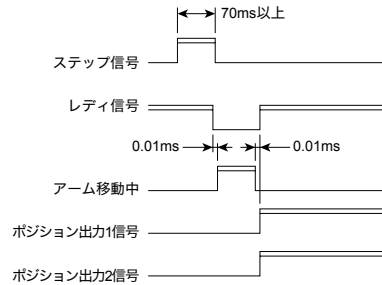 70ms以上
ステップ信号
レディ信号
0.01ms
0.01ms
アーム移動中
ポジション出力1信号
ポジション出力2信号